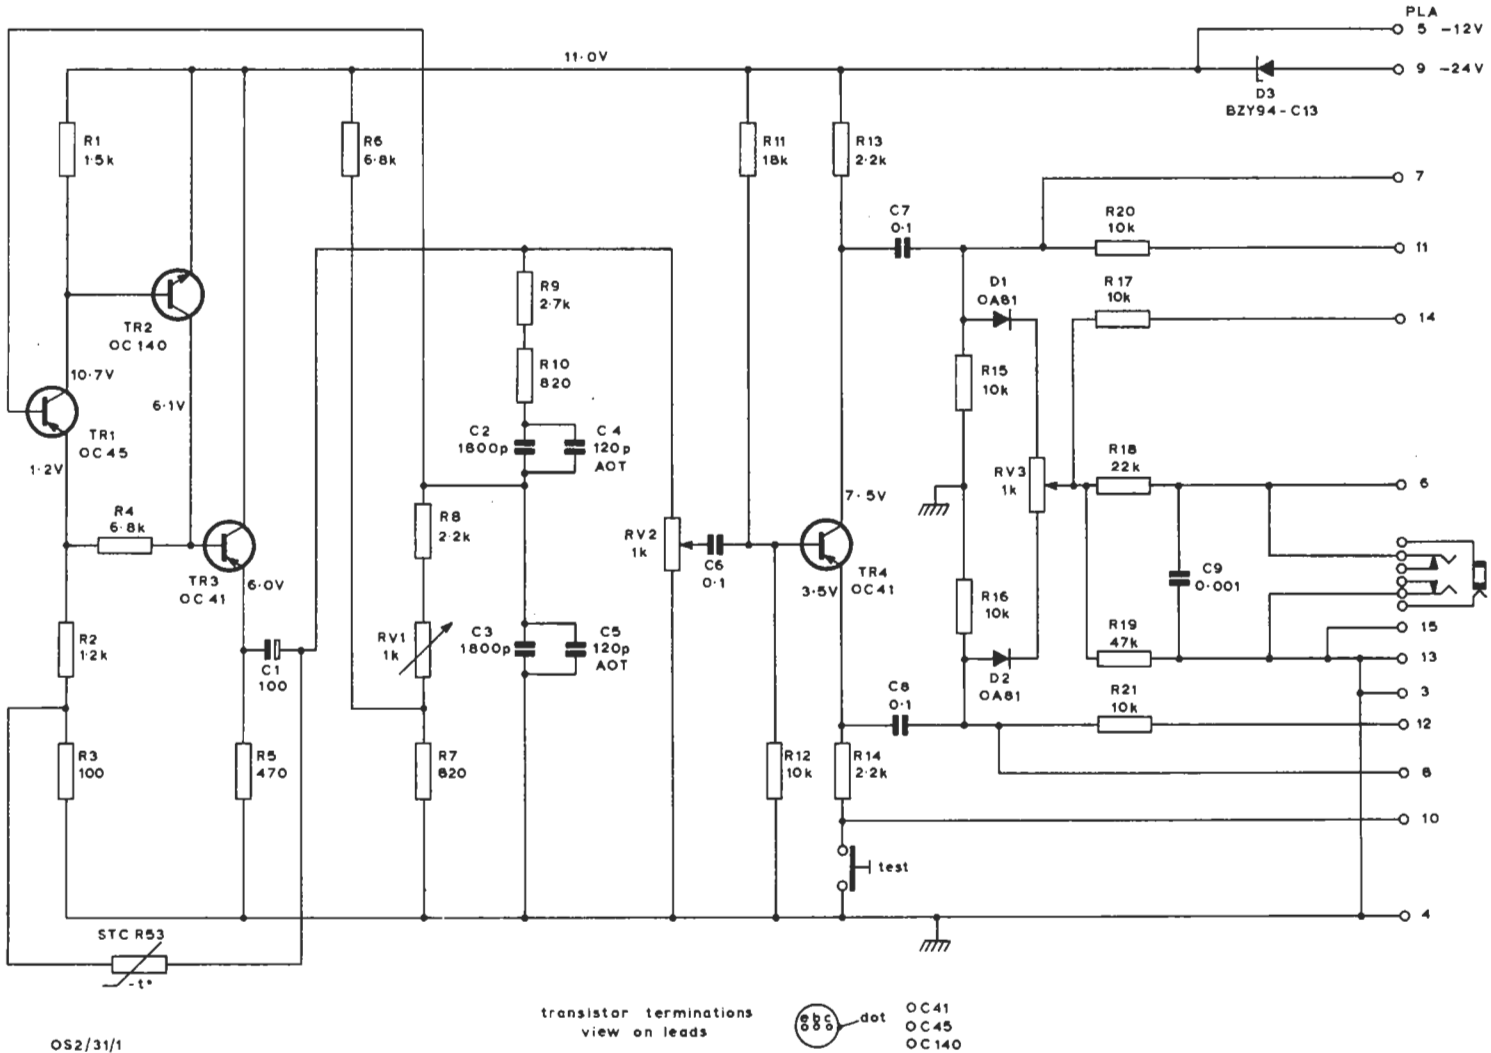 PLA
5 -12V
11·0V
9 -24V
D3
BZY94-C13
R1
1·5k
R6
6·8k
R11
18k
R13
2·2k
7
C7
0·1
R20
10k
11
R9
2·7k
D1
OA81
R17
10k
14
TR2
OC140
R10
820
R15
10k
10·7V
6·1V
TR1
OC45
C2
1800p
C4
120p
AOT
1·2V
R18
22k
RV3
1k
6
7·5V
R4
6·8k
R8
2·2k
RV2
1k
C6
0·1
TR4
OC41
3·5V
TR3
OC41
6·0V
C9
0·001
R16
10k
R2
1·2k
C1
100
RV1
1k
C3
1800p
C5
120p
AOT
R19
47k
15
13
D2
OA81
C8
0·1
R21
10k
3
12
R3
100
R5
470
R7
820
R12
10k
R14
2·2k
8
10
test
4
STC R53
-t°
transistor terminations
view on leads
e b c
dot
OC41
OC45
OC140
OS2/31/1